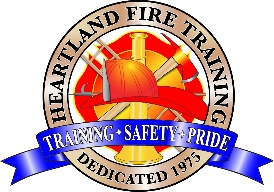 HEARTLAND FIRE TRAINING
TRAINING • SAFETY • PRIDE
DEDICATED 1975